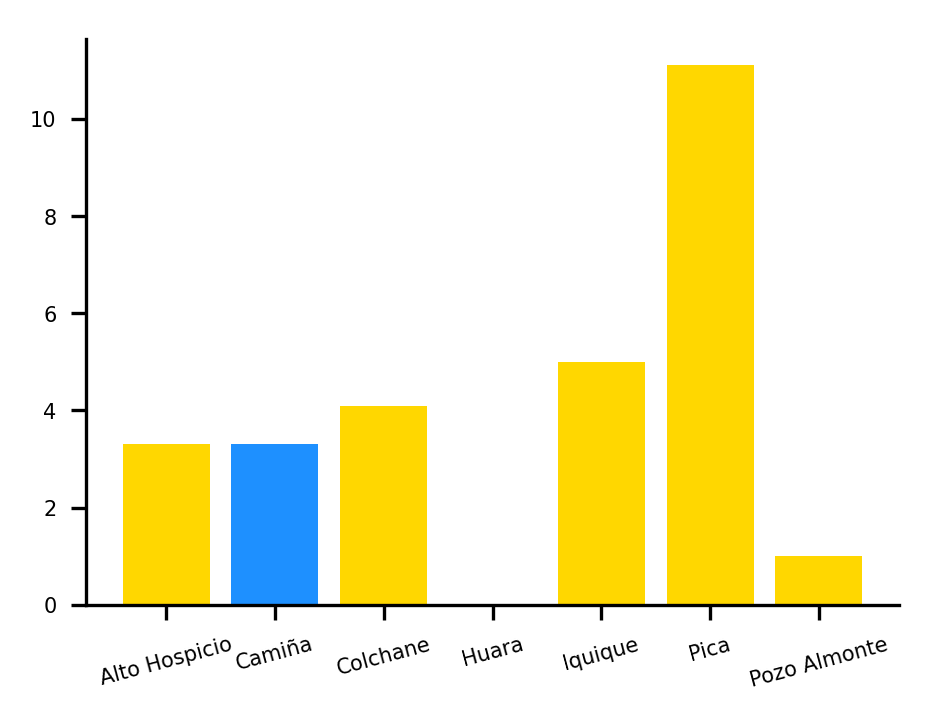 10
8
6
4
2
0
Alto Hospicio
Camiña
Colchane
Huara
Iquique
Pica
Pozo Almonte